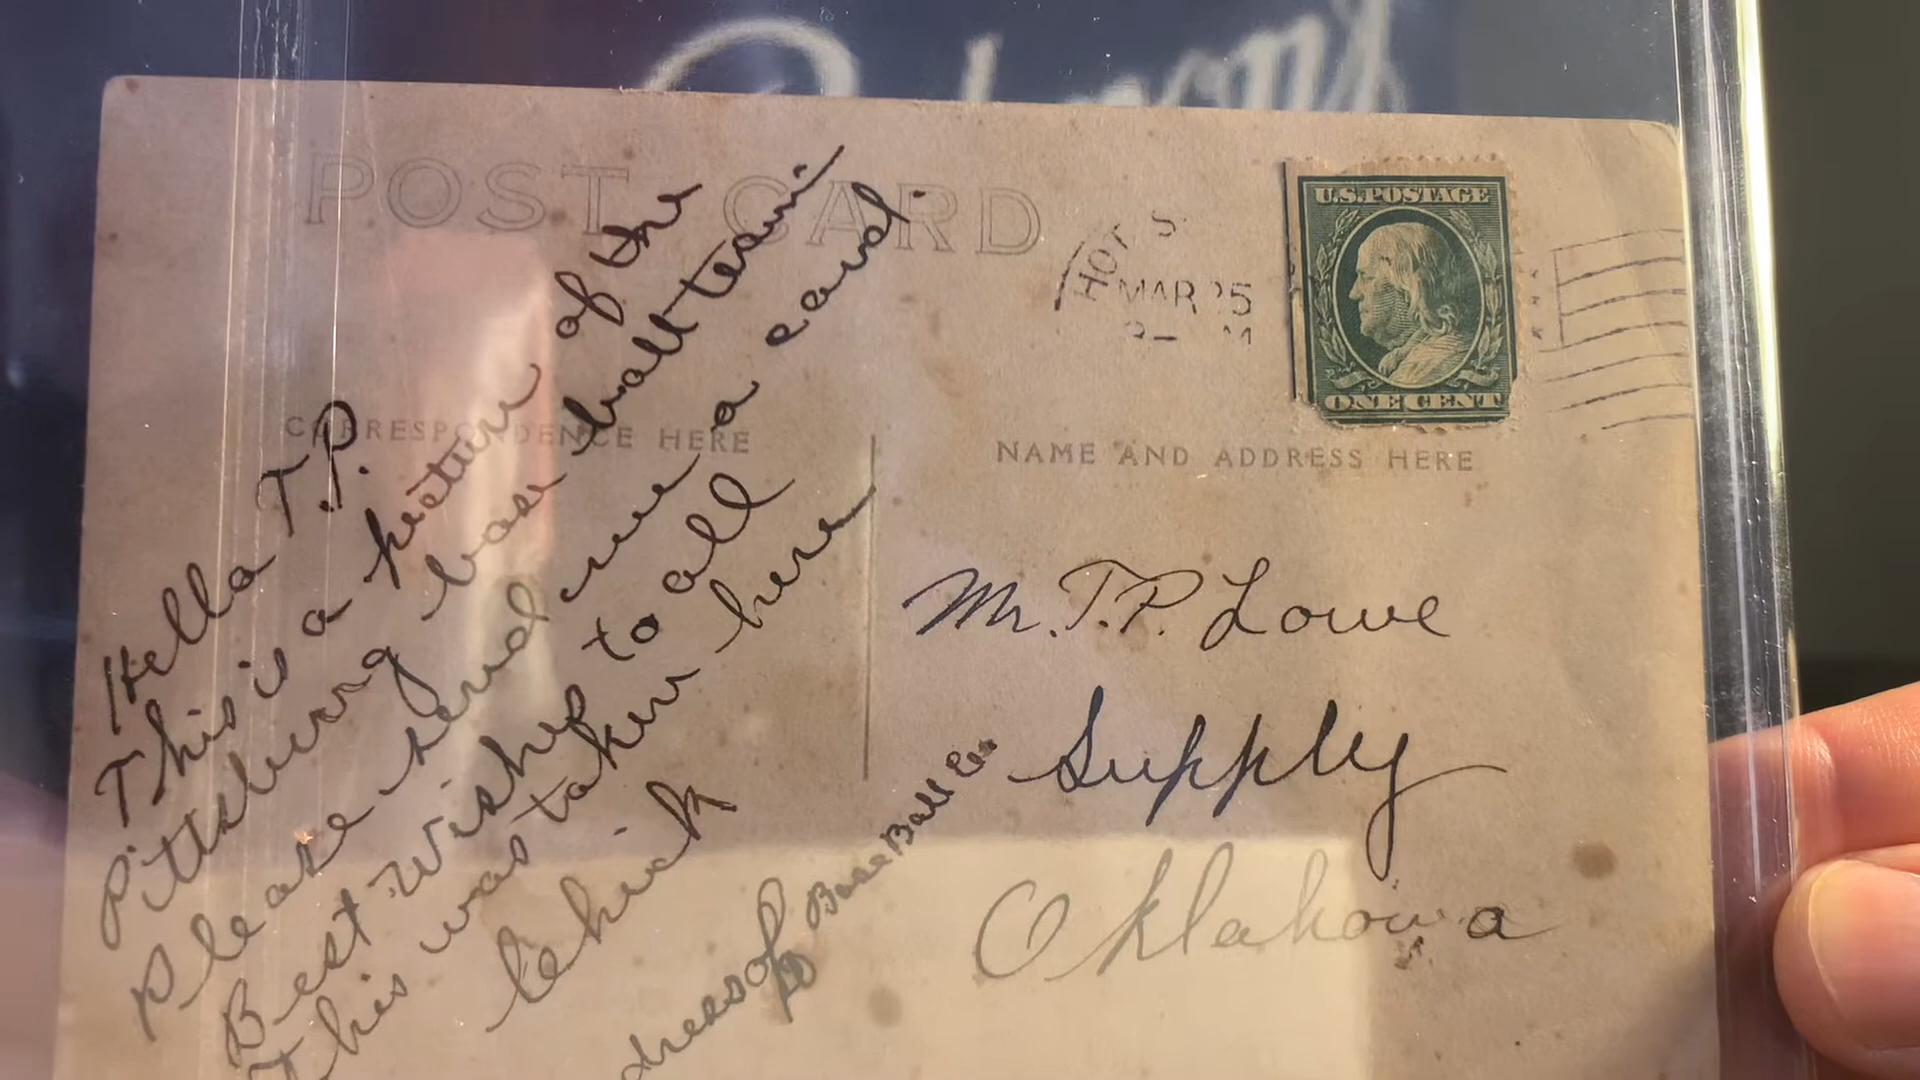 POST CARD
HOT S
MAR 25
U.S. POSTAGE
ONE CENT
CORRESPONDENCE HERE
NAME AND ADDRESS HERE
Hello T.P.
This is a picture of the
Pittsburg base ball team
Please send me a card.
Best wishes to all
This was taken here
Chick
Base Ball Co.
Mr. T.P. Lowe
Supply
Oklahoma